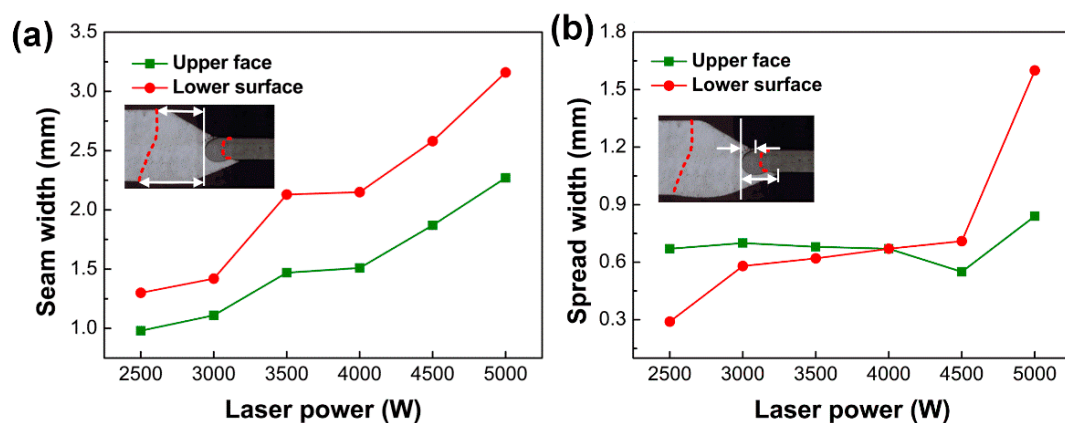 (a)
Seam width (mm)
3.5
3.0
2.5
2.0
1.5
1.0
Upper face
Lower surface
2500 3000 3500 4000 4500 5000
Laser power (W)
(b)
Spread width (mm)
1.8
1.5
1.2
0.9
0.6
0.3
Upper face
Lower surface
2500 3000 3500 4000 4500 5000
Laser power (W)